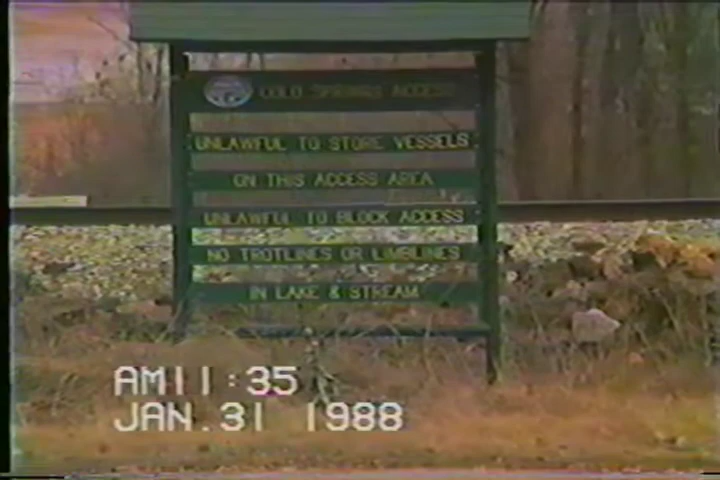 COLD SPRINGS ACCESS
UNLAWFUL TO STORE VESSELS
ON THIS ACCESS AREA
UNLAWFUL TO BLOCK ACCESS
NO TROTLINES OR LIMBLINES
IN LAKE & STREAM
AM11:35
JAN.31 1988